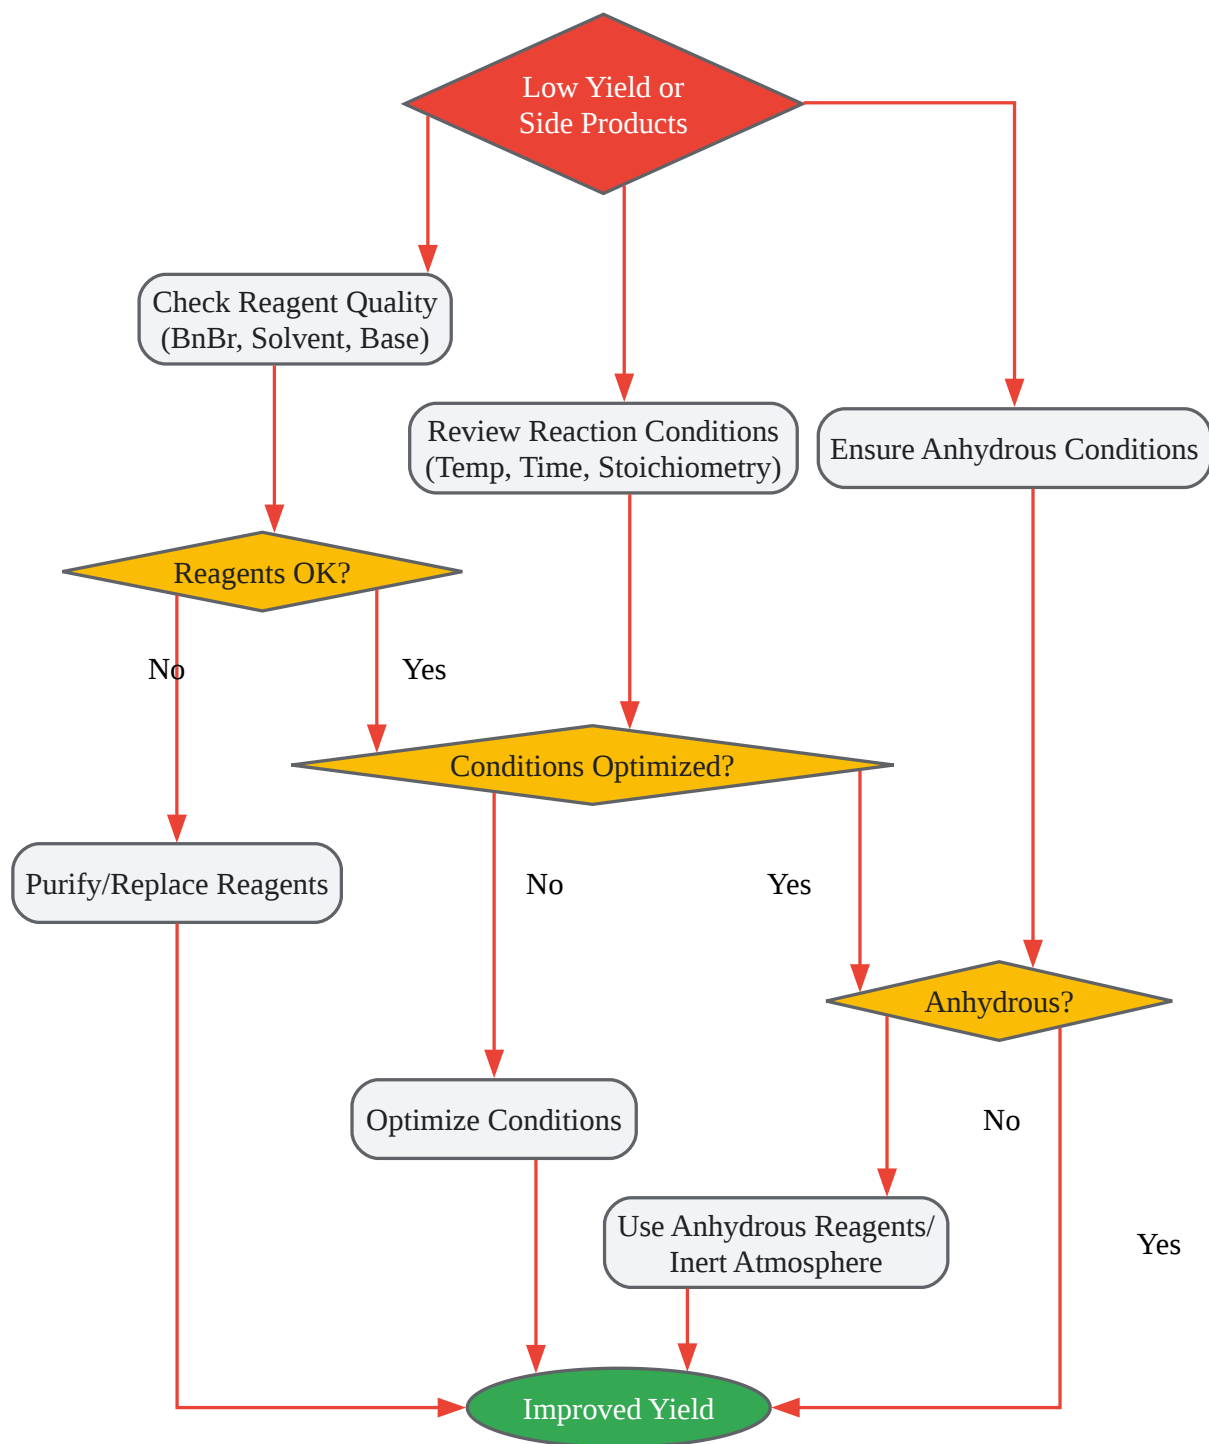 Low Yield or
Side Products
Check Reagent Quality
(BnBr, Solvent, Base)
Review Reaction Conditions
(Temp, Time, Stoichiometry)
Ensure Anhydrous Conditions
Reagents OK?
No
Yes
Conditions Optimized?
Purify/Replace Reagents
No
Yes
Anhydrous?
Optimize Conditions
No
Use Anhydrous Reagents/
Inert Atmosphere
Yes
Improved Yield